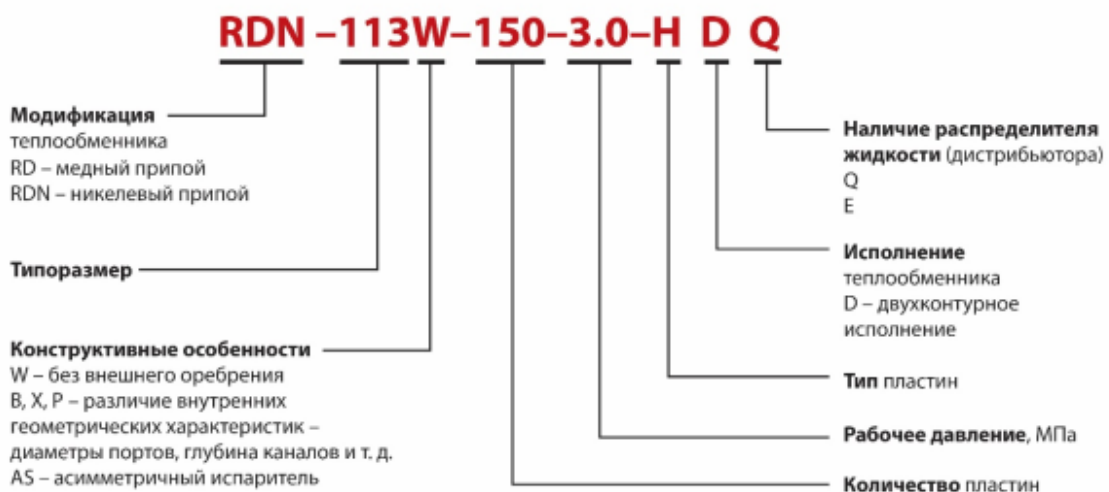 RDN –113W–150–3.0–H D Q
Модификация
теплообменника
RD – медный припой
RDN – никелевый припой
Типоразмер
Конструктивные особенности
W – без внешнего оребрения
B, X, P – различие внутренних
геометрических характеристик –
диаметры портов, глубина каналов и т. д.
AS – асимметричный испаритель
Наличие распределителя
жидкости (дистрибьютора)
Q
E
Исполнение
теплообменника
D – двухконтурное
исполнение
Тип пластин
Рабочее давление, МПа
Количество пластин